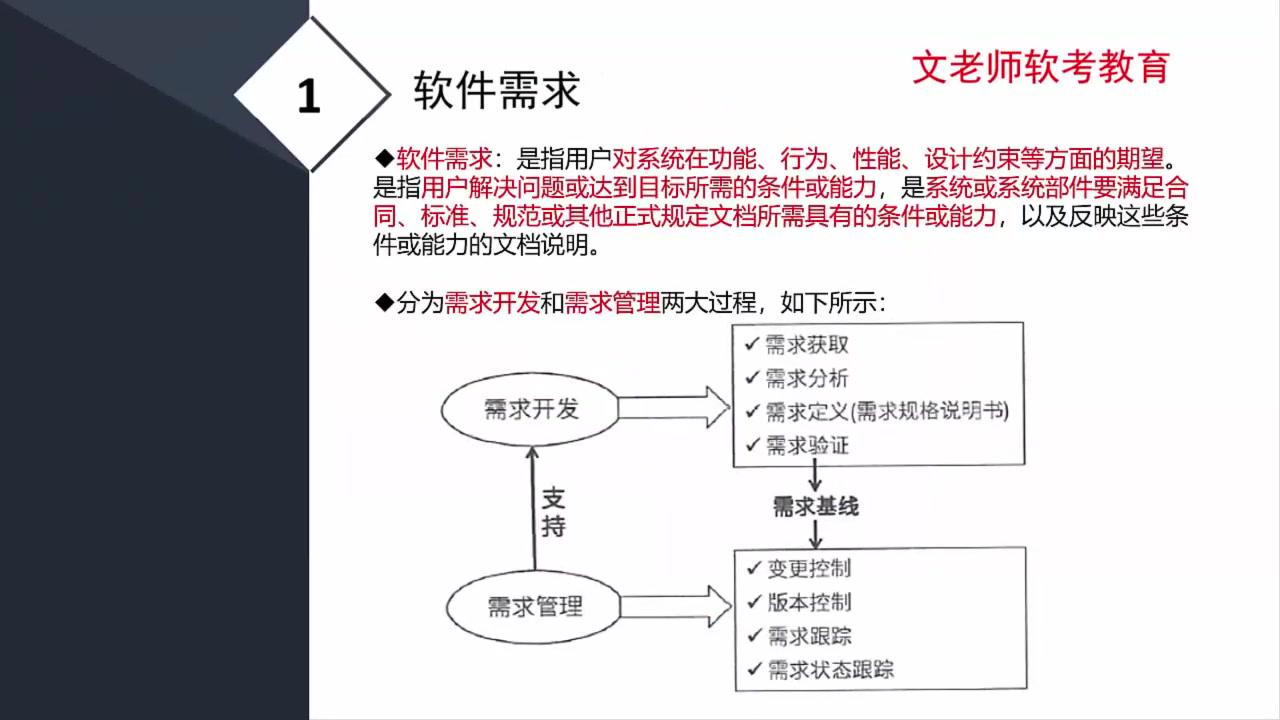 1
软件需求
文老师软考教育
◆软件需求：是指用户对系统在功能、行为、性能、设计约束等方面的期望。
是指用户解决问题或达到目标所需的条件或能力，是系统或系统部件要满足合
同、标准、规范或其他正式规定文档所需具有的条件或能力，以及反映这些条
件或能力的文档说明。
◆分为需求开发和需求管理两大过程，如下所示：
需求开发
✓需求获取
✓需求分析
✓需求定义(需求规格说明书)
✓需求验证
支
持
需求基线
需求管理
✓变更控制
✓版本控制
✓需求跟踪
✓需求状态跟踪